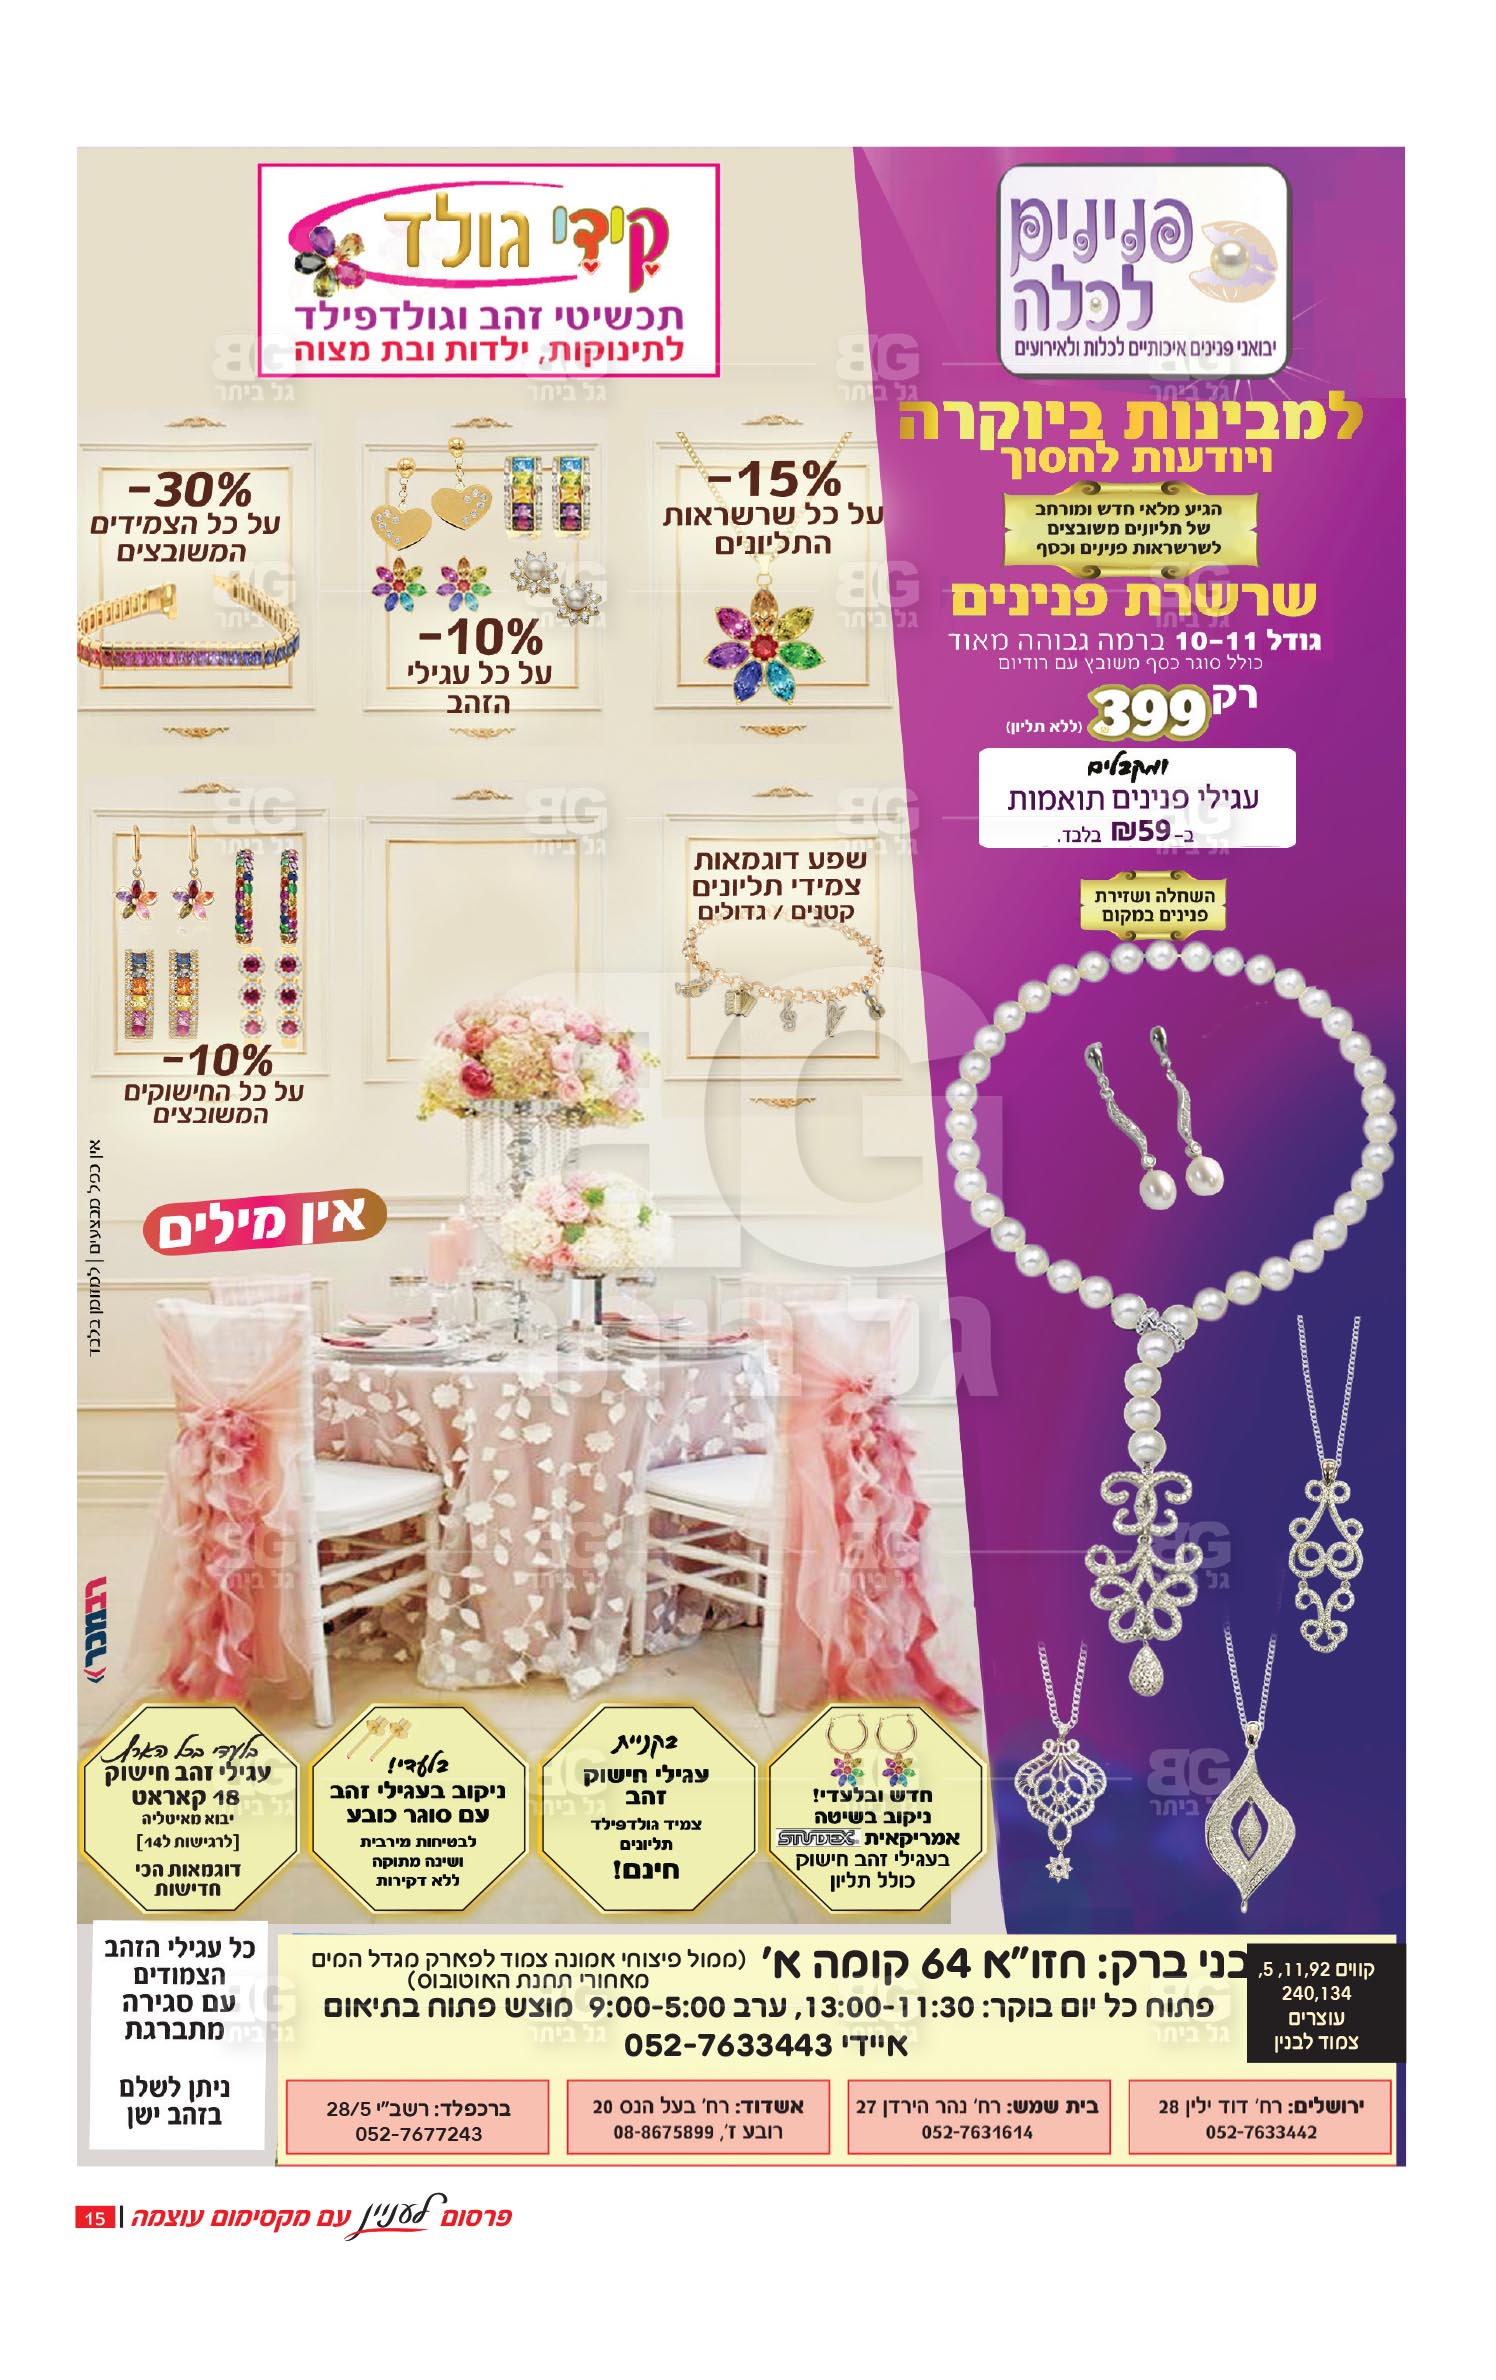 פנינים
לכלה
יבואני פנינים איכותיים לכלות ולאירועים
למבינות ביוקרה
ויודעות לחסוך
הגיע מלאי חדש ומורחב
של תליונים משובצים
לשרשראות פנינים וכסף
שרשרת פנינים
גודל 10-11 ברמה גבוהה מאוד
כולל סוגר כסף משובץ עם רודיום
רק 399 ₪ (ללא תליון)
ומקבלים
עגילי פנינים תואמות
ב-59₪ בלבד.
השחלה ושזירת
פנינים במקום
קידי גולד
תכשיטי זהב וגולדפילד
לתינוקות, ילדות ובת מצוה
-15%
על כל שרשראות
התליונים
-10%
על כל עגילי
הזהב
-30%
על כל הצמידים
המשובצים
שפע דוגמאות
צמידי תליונים
קטנים / גדולים
-10%
על כל החישוקים
המשובצים
אין מילים
אין כפל מבצעים | למזומן בלבד
רבמכר
חדש ובלעדי!
ניקוב בשיטה
אמריקאית STUDEX
בעגילי זהב חישוק
כולל תליון
בקניית
עגילי חישוק
זהב
צמיד גולדפילד
תליונים
חינם!
בלעדי!
ניקוב בעגילי זהב
עם סוגר כובע
לבטיחות מירבית
ושינה מתוקה
ללא דקירות
בלעדי בכל הארץ
עגילי זהב חישוק
18 קאראט
יבוא מאיטליה
[לרגישות ל14]
דוגמאות הכי
חדישות
קווים 11,92, 5,
240,134
עוצרים
צמוד לבנין
בני ברק: חזו"א 64 קומה א' (ממול פיצוחי אמונה צמוד לפארק מגדל המים
מאחורי תחנת האוטובוס)
פתוח כל יום בוקר: 13:00-11:30, ערב 9:00-5:00 מוצש פתוח בתיאום
איידי 052-7633443
כל עגילי הזהב
הצמודים
עם סגירה
מתברגת
ניתן לשלם
בזהב ישן
ירושלים: רח' דוד ילין 28
052-7633442
בית שמש: רח' נהר הירדן 27
052-7631614
אשדוד: רח' בעל הנס 20
רובע ז', 08-8675899
ברכפלד: רשב"י 28/5
052-7677243
פרסום לעניין עם מקסימום עוצמה | 15
BG
גל ביתר